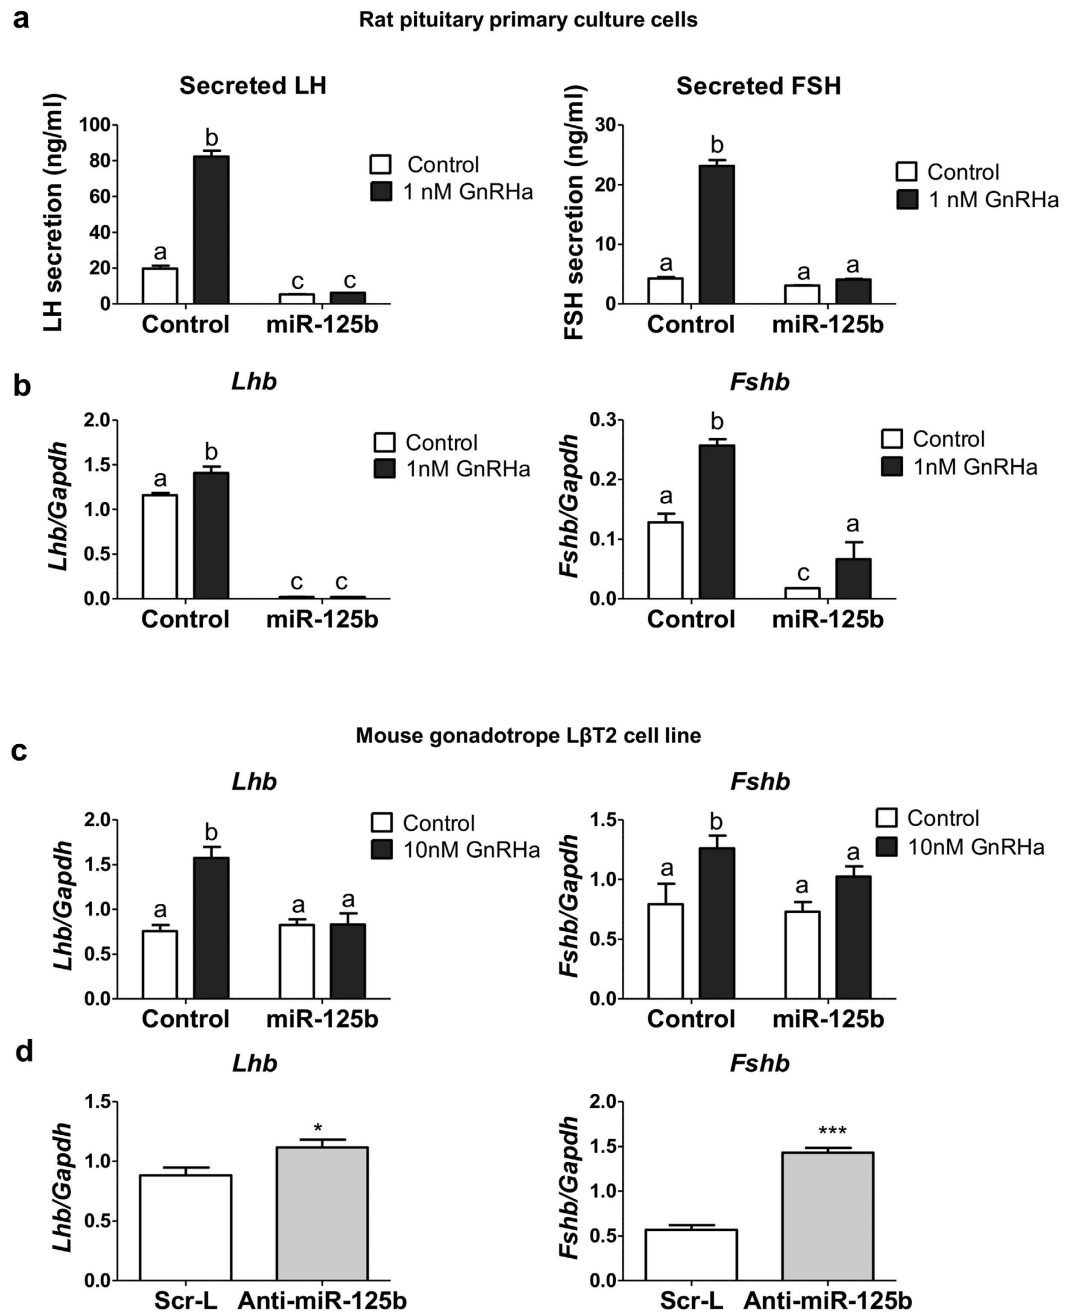 a
Rat pituitary primary culture cells
Secreted LH
LH secretion (ng/ml)
100
80
60
40
20
0
a
b
c
c
Control
miR-125b
Control
1 nM GnRHa
Secreted FSH
FSH secretion (ng/ml)
30
20
10
0
a
b
a
a
Control
miR-125b
Control
1 nM GnRHa
b
Lhb
Lhb/Gapdh
2.0
1.5
1.0
0.5
0.0
a
b
c
c
Control
miR-125b
Control
1nM GnRHa
Fshb
Fshb/Gapdh
0.3
0.2
0.1
0.0
a
b
c
a
Control
miR-125b
Control
1nM GnRHa
Mouse gonadotrope LβT2 cell line
c
Lhb
Lhb/Gapdh
2.0
1.5
1.0
0.5
0.0
a
b
a
a
Control
miR-125b
Control
10nM GnRHa
Fshb
Fshb/Gapdh
1.5
1.0
0.5
0.0
a
b
a
a
Control
miR-125b
Control
10nM GnRHa
d
Lhb
Lhb/Gapdh
1.5
1.0
0.5
0.0
*
Scr-L
Anti-miR-125b
Fshb
Fshb/Gapdh
2.0
1.5
1.0
0.5
0.0
***
Scr-L
Anti-miR-125b